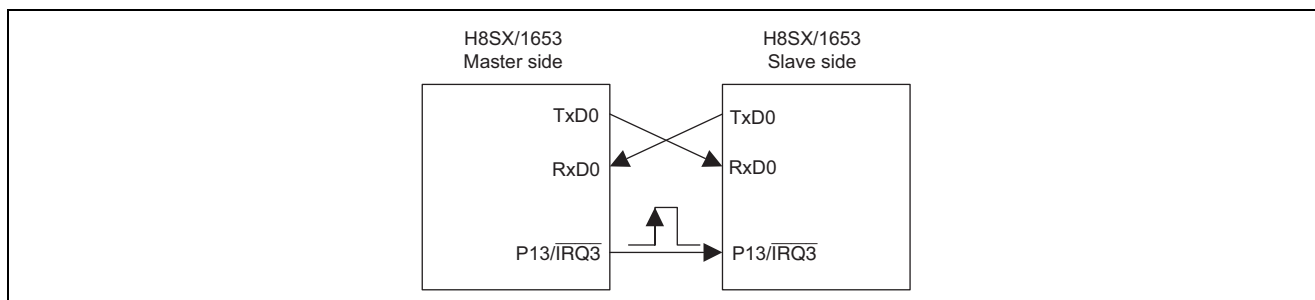 H8SX/1653
Master side
H8SX/1653
Slave side
TxD0
TxD0
RxD0
RxD0
P13/IRQ3
P13/IRQ3